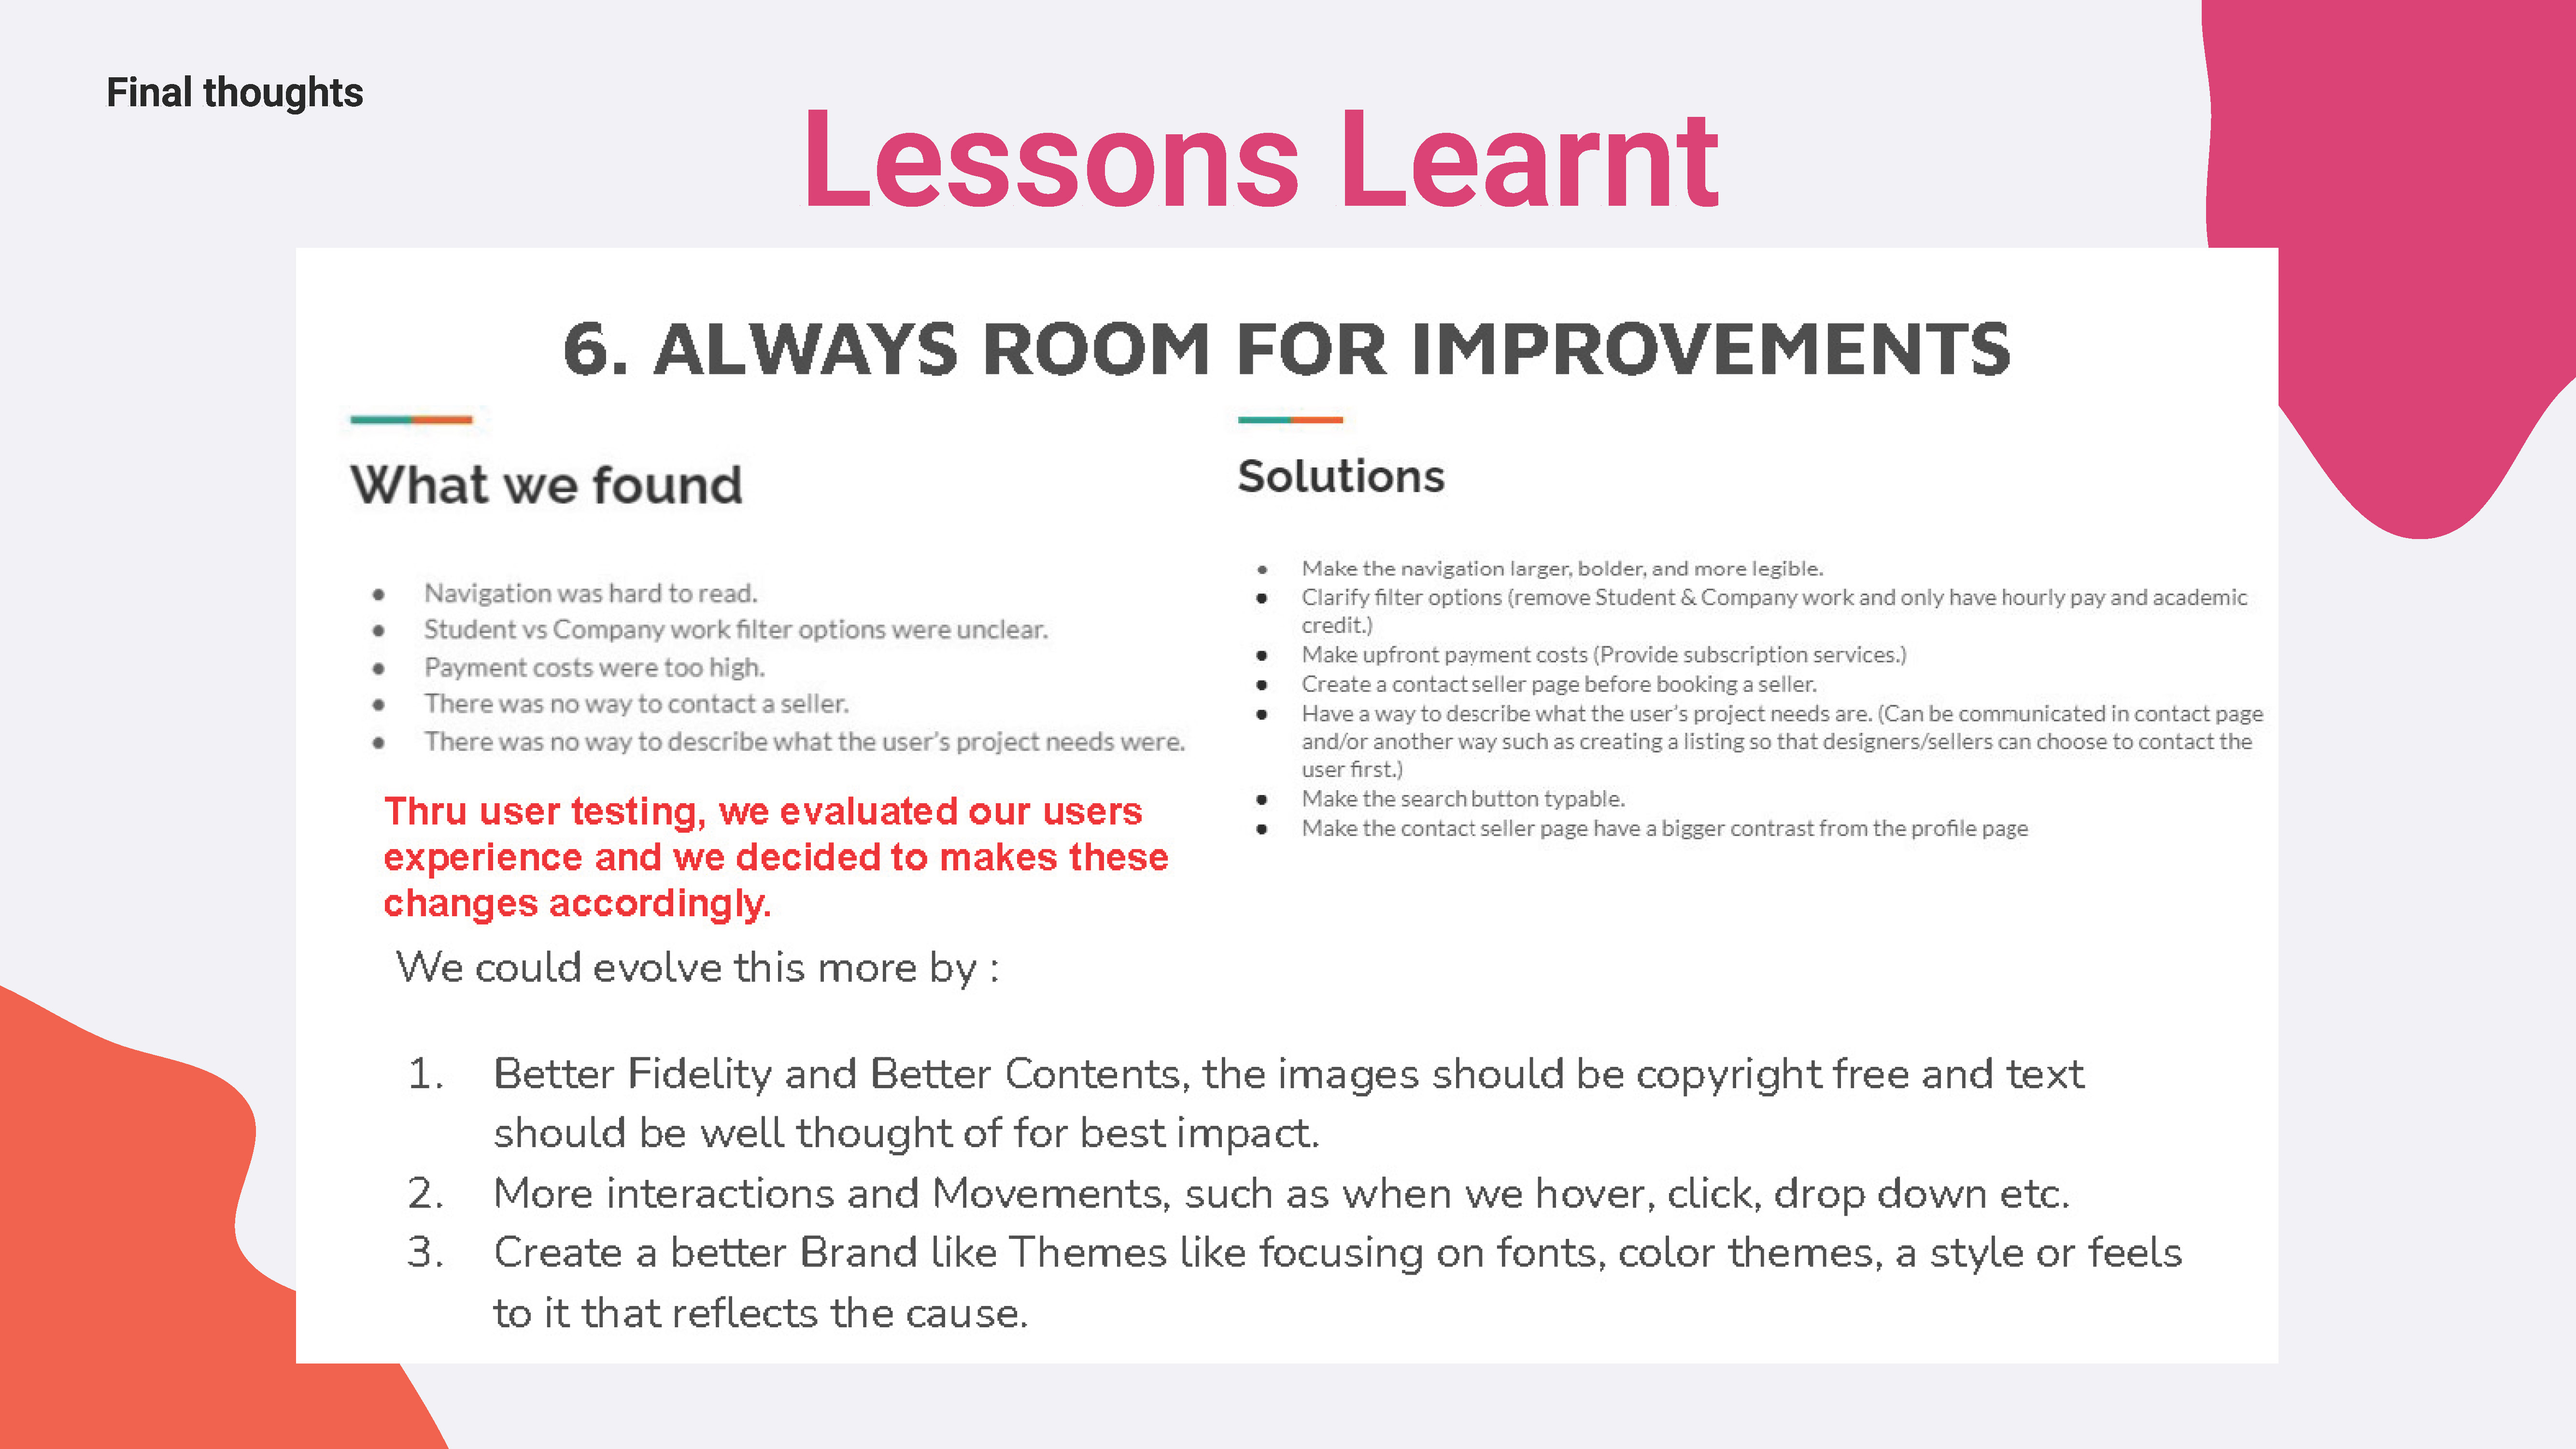 Final thoughts
Lessons Learnt
6. ALWAYS ROOM FOR IMPROVEMENTS
What we found
● Navigation was hard to read.
● Student vs Company work filter options were unclear.
● Payment costs were too high.
● There was no way to contact a seller.
● There was no way to describe what the user's project needs were.
Thru user testing, we evaluated our users
experience and we decided to makes these
changes accordingly.
Solutions
● Make the navigation larger, bolder, and more legible.
● Clarify filter options (remove Student & Company work and only have hourly pay and academic
credit.)
● Make upfront payment costs (Provide subscription services.)
● Create a contact seller page before booking a seller.
● Have a way to describe what the user's project needs are. (Can be communicated in contact page
and/or another way such as creating a listing so that designers/sellers can choose to contact the
user first.)
● Make the search button typable.
● Make the contact seller page have a bigger contrast from the profile page
We could evolve this more by :
1. Better Fidelity and Better Contents, the images should be copyright free and text
should be well thought of for best impact.
2. More interactions and Movements, such as when we hover, click, drop down etc.
3. Create a better Brand like Themes like focusing on fonts, color themes, a style or feels
to it that reflects the cause.